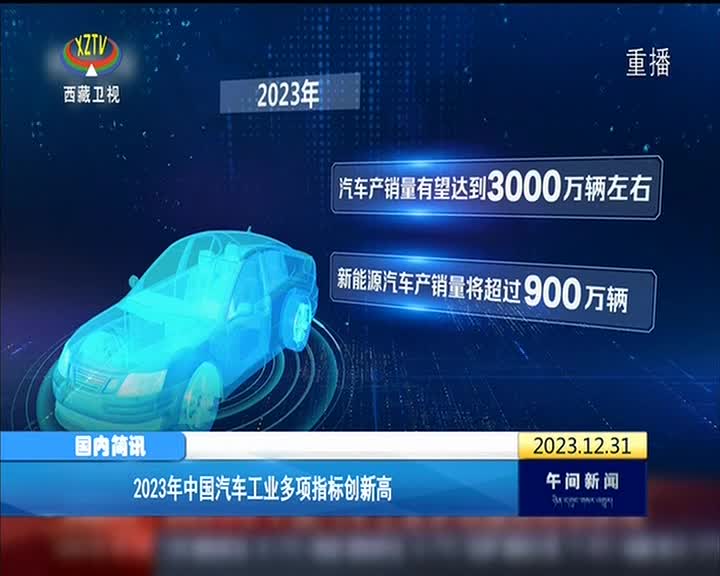 XZTV
西藏卫视
重播
2023年
汽车产销量有望达到3000万辆左右
新能源汽车产销量将超过900万辆
国内简讯
2023.12.31
2023年中国汽车工业多项指标创新高
午间新闻